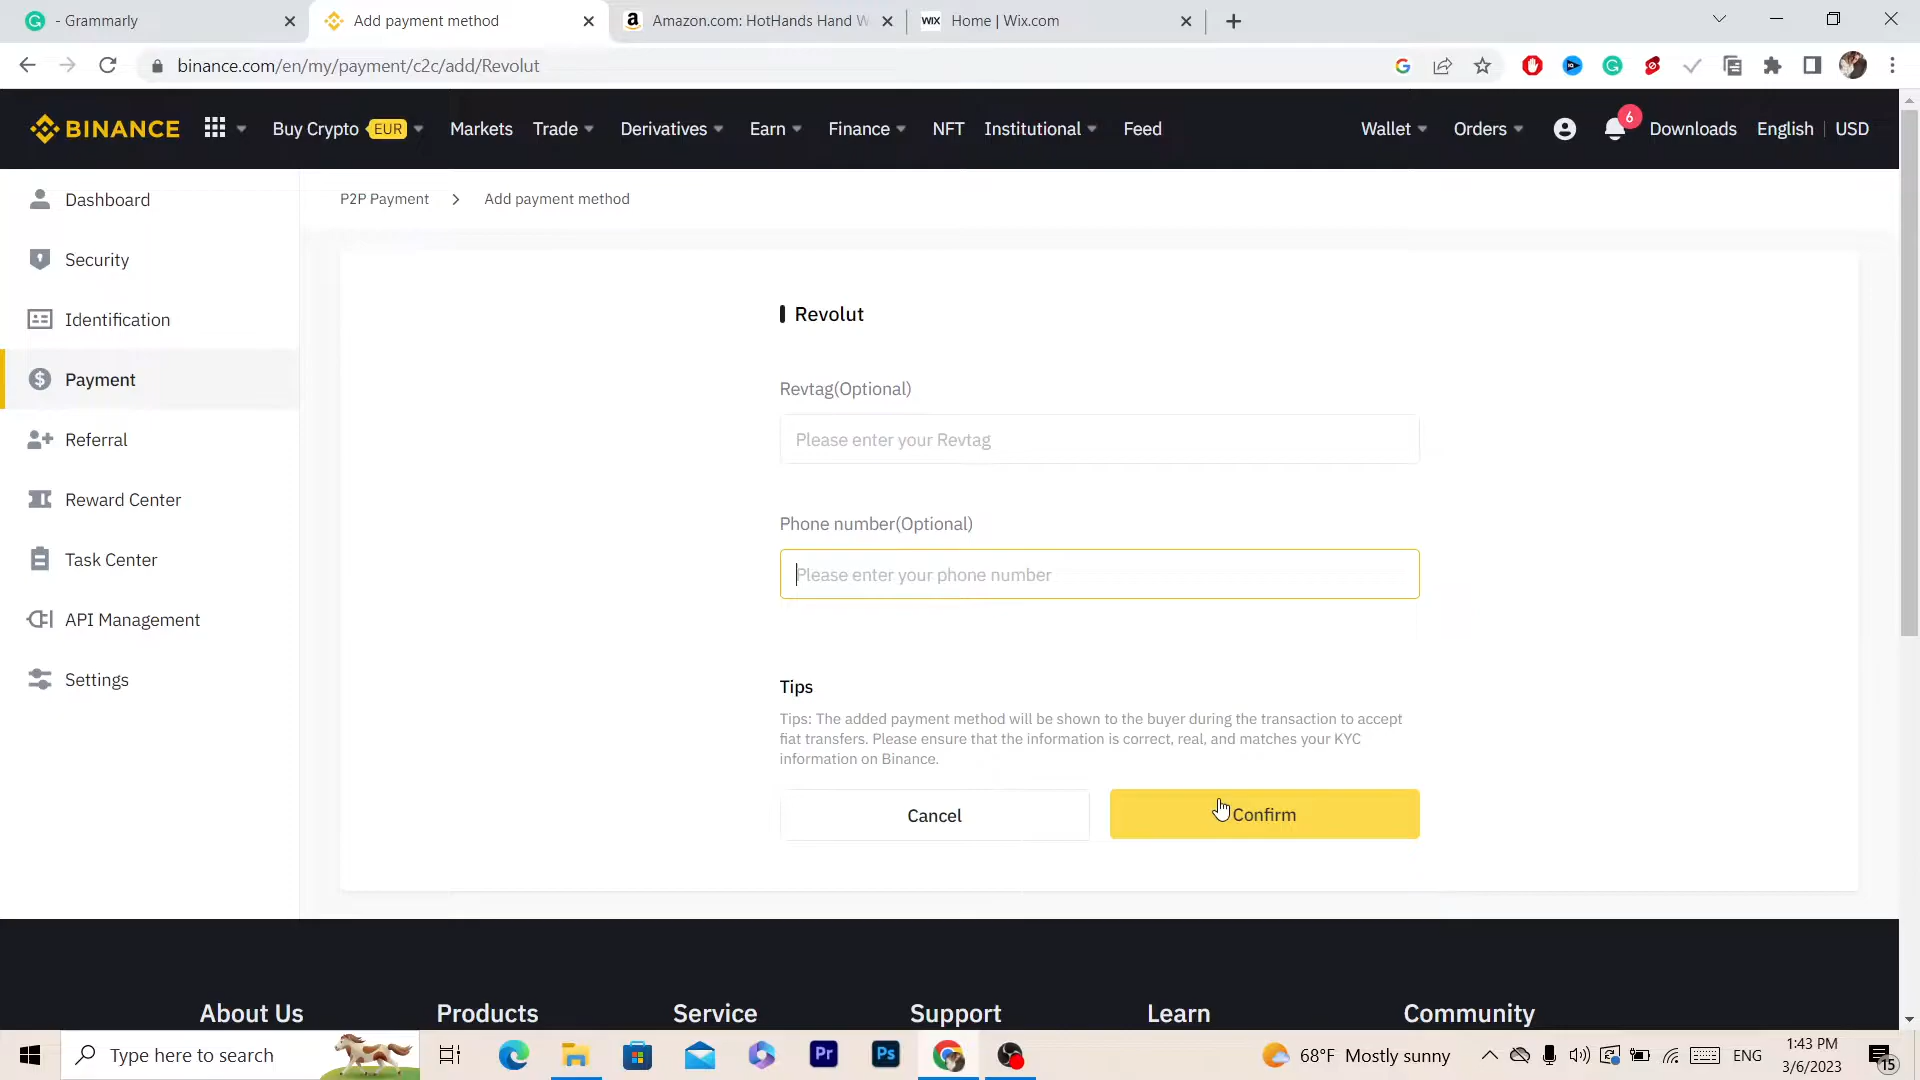 - Grammarly
Add payment method
Amazon.com: HotHands Hand W
WIX Home | Wix.com
binance.com/en/my/payment/c2c/add/Revolut
BINANCE
Buy Crypto EUR
Markets
Trade
Derivatives
Earn
Finance
NFT
Institutional
Feed
Wallet
Orders
6
Downloads
English
USD
Dashboard
Security
Identification
Payment
Referral
Reward Center
Task Center
API Management
Settings
P2P Payment
Add payment method
Revolut
Revtag(Optional)
Please enter your Revtag
Phone number(Optional)
Please enter your phone number
Tips
Tips: The added payment method will be shown to the buyer during the transaction to accept
fiat transfers. Please ensure that the information is correct, real, and matches your KYC
information on Binance.
Cancel
Confirm
About Us
Products
Service
Support
Learn
Community
Type here to search
Pr
Ps
68°F Mostly sunny
ENG
1:43 PM
3/6/2023
15